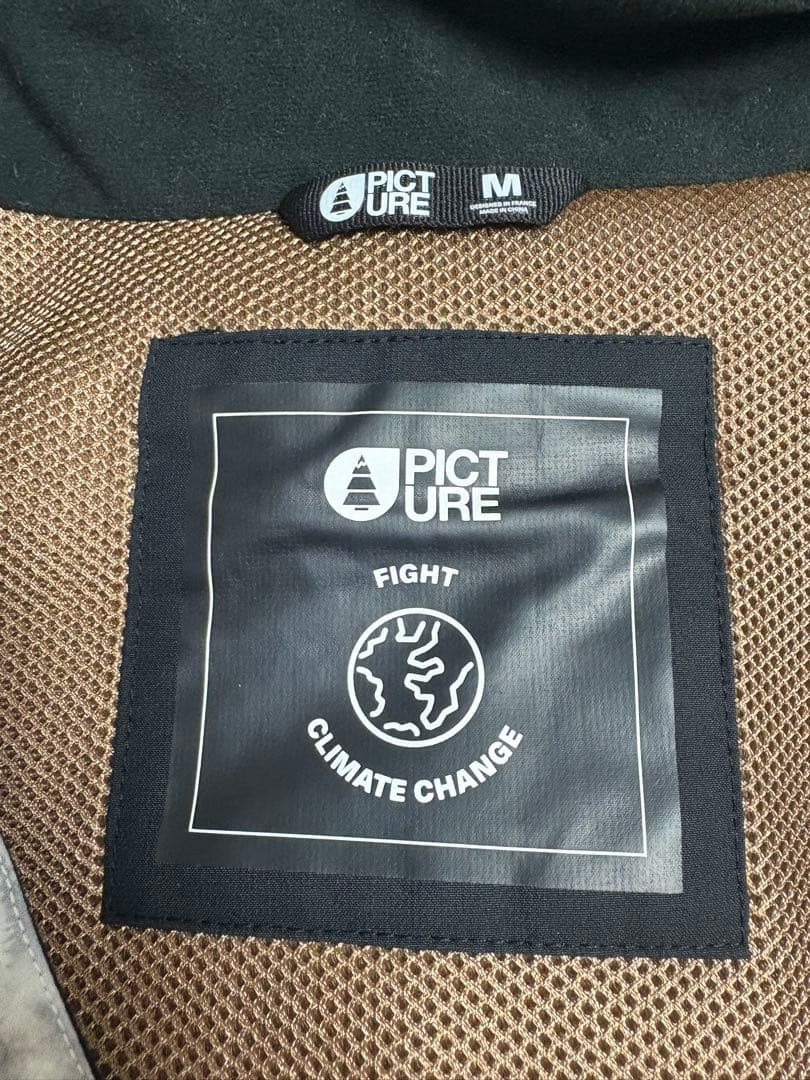 PICT
URE
M
DESIGNED IN FRANCE
MADE IN CHINA
PICT
URE
FIGHT
CLIMATE CHANGE